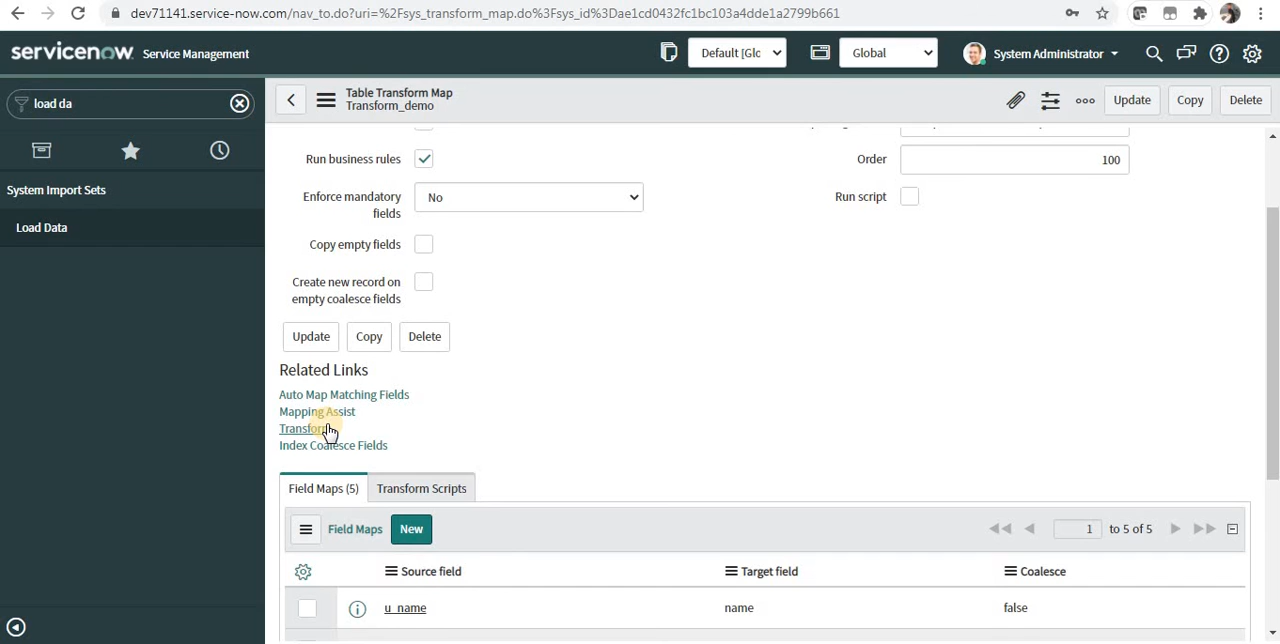 dev71141.service-now.com/nav_to.do?uri=%2Fsys_transform_map.do%3Fsys_id%3Dae1cd0432fc1bc103a4dde1a2799b661
servicenow Service Management
Default [Glc
Global
System Administrator
load da
Table Transform Map
Transform_demo
Update
Copy
Delete
System Import Sets
Load Data
Run business rules
Order
100
Enforce mandatory fields
No
Run script
Copy empty fields
Create new record on
empty coalesce fields
Update
Copy
Delete
Related Links
Auto Map Matching Fields
Mapping Assist
Transform
Index Coalesce Fields
Field Maps (5)
Transform Scripts
Field Maps
New
1
to 5 of 5
Source field
Target field
Coalesce
u_name
name
false